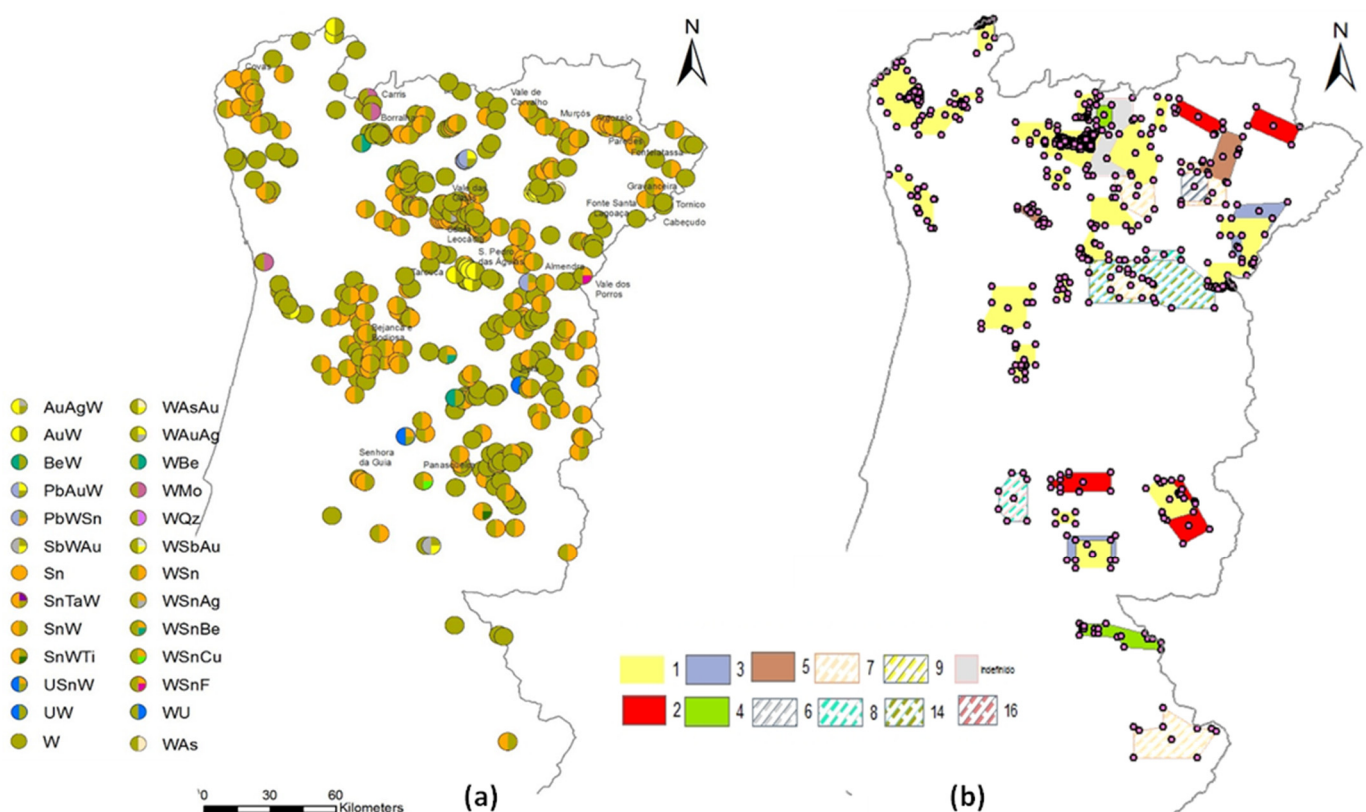 N
Covas
Carris
Borralha
Vale de
Carvalho
Murçós
Argozelo
Paredes
Fontelatassa
Gravanceira
Tornico
Cabeçudo
Fonte Santa
Lagoaça
Vale das
Leocádia
S. Pedro
das Águias
Tarouca
Almendra
Vale dos
Porros
Bejanca e
Bodiosa
Senhora
da Guia
Panasqueira
AuAgW
AuW
BeW
PbAuW
PbWSn
SbWAu
Sn
SnTaW
SnW
SnWTi
USnW
UW
W
WAsAu
WAuAg
WBe
WMo
WQz
WSbAu
WSn
WSnAg
WSnBe
WSnCu
WSnF
WU
WAs
0 30 60
Kilometers
(a)
N
1 3 5 7 9 Indefinido
2 4 6 8 14 16
(b)